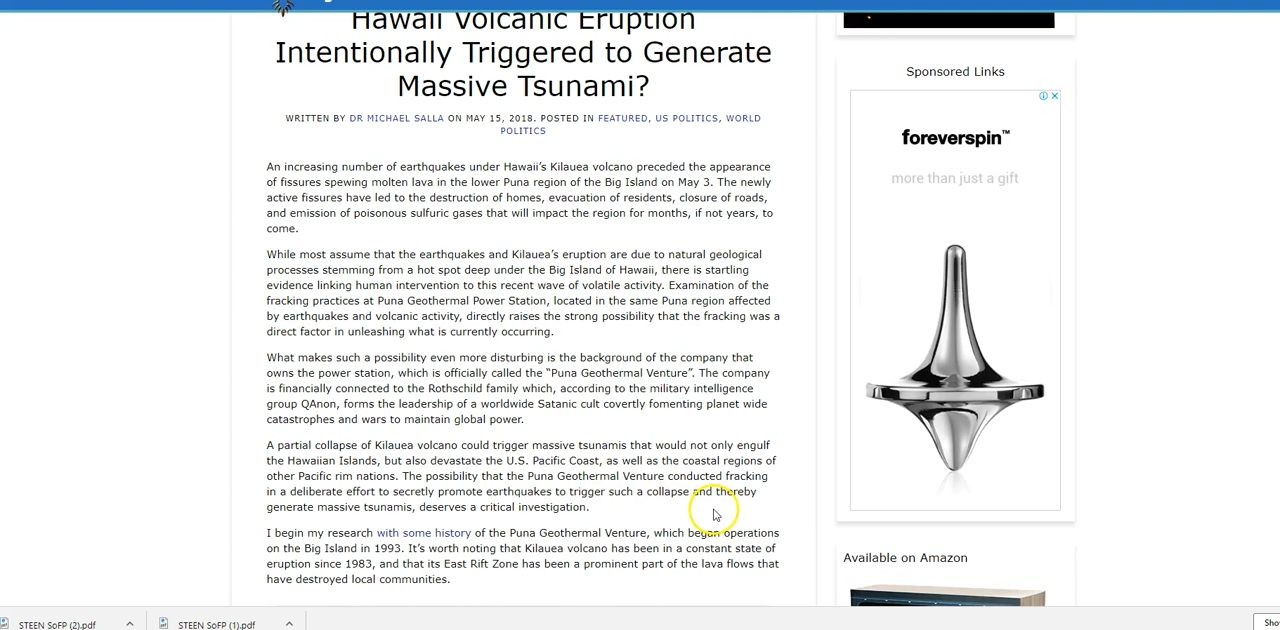 Hawaii Volcanic Eruption
Intentionally Triggered to Generate
Massive Tsunami?
WRITTEN BY DR MICHAEL SALLA ON MAY 15, 2018. POSTED IN FEATURED, US POLITICS, WORLD
POLITICS
An increasing number of earthquakes under Hawaii's Kilauea volcano preceded the appearance
of fissures spewing molten lava in the lower Puna region of the Big Island on May 3. The newly
active fissures have led to the destruction of homes, evacuation of residents, closure of roads,
and emission of poisonous sulfuric gases that will impact the region for months, if not years, to
come.
While most assume that the earthquakes and Kilauea's eruption are due to natural geological
processes stemming from a hot spot deep under the Big Island of Hawaii, there is startling
evidence linking human intervention to this recent wave of volatile activity. Examination of the
fracking practices at Puna Geothermal Power Station, located in the same Puna region affected
by earthquakes and volcanic activity, directly raises the strong possibility that the fracking was a
direct factor in unleashing what is currently occurring.
What makes such a possibility even more disturbing is the background of the company that
owns the power station, which is officially called the "Puna Geothermal Venture". The company
is financially connected to the Rothschild family which, according to the military intelligence
group QAnon, forms the leadership of a worldwide Satanic cult covertly fomenting planet wide
catastrophes and wars to maintain global power.
A partial collapse of Kilauea volcano could trigger massive tsunamis that would not only engulf
the Hawaiian Islands, but also devastate the U.S. Pacific Coast, as well as the coastal regions of
other Pacific rim nations. The possibility that the Puna Geothermal Venture conducted fracking
in a deliberate effort to secretly promote earthquakes to trigger such a collapse and thereby
generate massive tsunamis, deserves a critical investigation.
I begin my research with some history of the Puna Geothermal Venture, which began operations
on the Big Island in 1993. It's worth noting that Kilauea volcano has been in a constant state of
eruption since 1983, and that its East Rift Zone has been a prominent part of the lava flows that
have destroyed local communities.
Sponsored Links
foreverspin™
more than just a gift
Available on Amazon
STEEN SoFP (2).pdf
STEEN SoFP (1).pdf